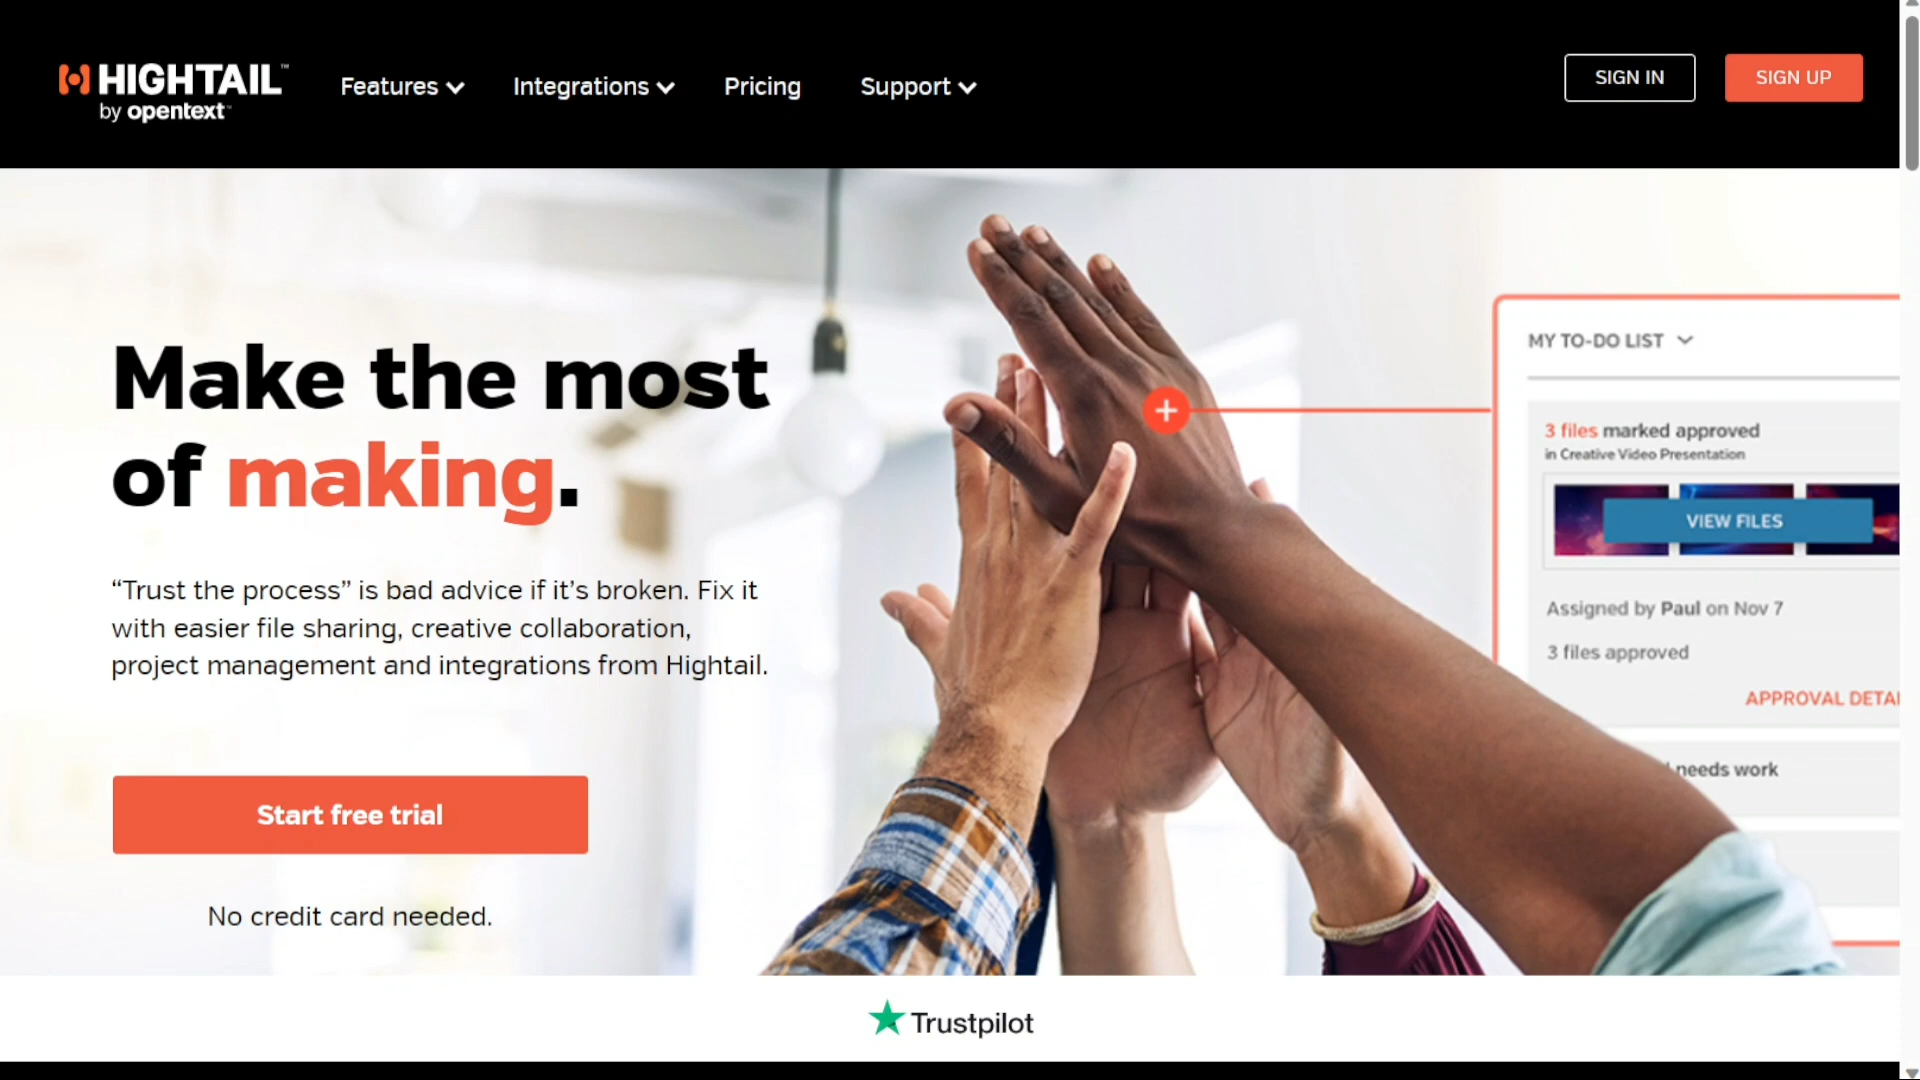 HIGHTAIL™
by opentext™
Features
Integrations
Pricing
Support
SIGN IN
SIGN UP
Make the most
of making.
“Trust the process” is bad advice if it’s broken. Fix it
with easier file sharing, creative collaboration,
project management and integrations from Hightail.
Start free trial
No credit card needed.
MY TO-DO LIST
3 files marked approved
in Creative Video Presentation
VIEW FILES
Assigned by Paul on Nov 7
3 files approved
APPROVAL DETAI
needs work
Trustpilot